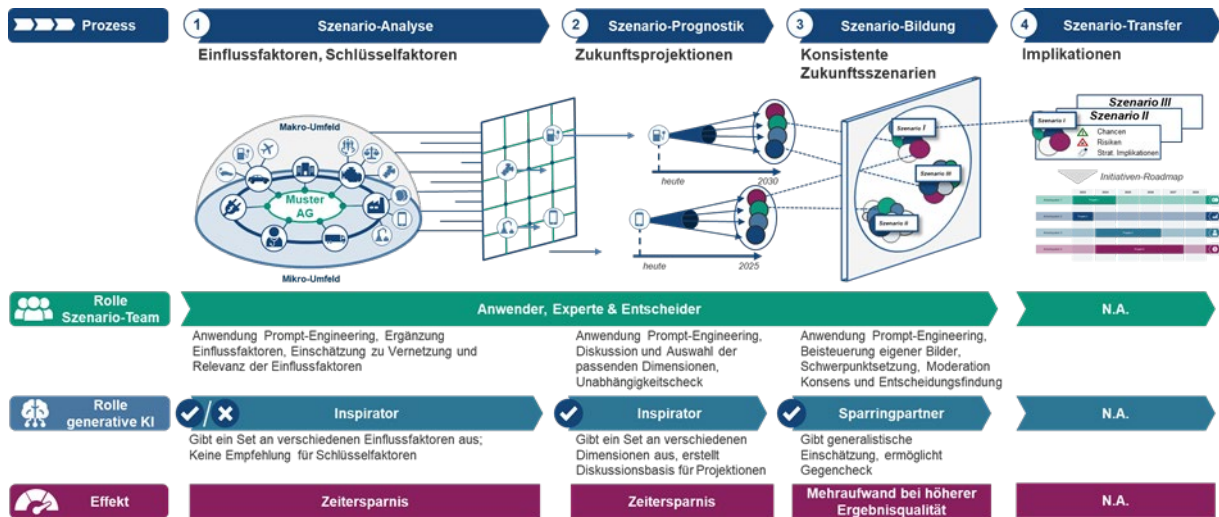 Prozess
1
Szenario-Analyse
2
Szenario-Prognostik
3
Szenario-Bildung
4
Szenario-Transfer
Einflussfaktoren, Schlüsselfaktoren
Zukunftsprojektionen
Konsistente
Zukunftsszenarien
Implikationen
Makro-Umfeld
Muster
AG
Mikro-Umfeld
heute
2030
heute
2025
Szenario I
Szenario III
Szenario II
Szenario III
Szenario II
Szenario I
Chancen
Risiken
Strat. Implikationen
Initiativen-Roadmap
Rolle
Szenario-Team
Anwender, Experte & Entscheider
N.A.
Anwendung Prompt-Engineering, Ergänzung
Einflussfaktoren, Einschätzung zu Vernetzung und
Relevanz der Einflussfaktoren
Anwendung Prompt-Engineering,
Diskussion und Auswahl der
passenden Dimensionen,
Unabhängigkeitscheck
Anwendung Prompt-Engineering,
Beisteuerung eigener Bilder,
Schwerpunktsetzung, Moderation
Konsens und Entscheidungsfindung
Rolle
generative KI
/
Inspirator
Inspirator
Sparringpartner
N.A.
Gibt ein Set an verschiedenen Einflussfaktoren aus;
Keine Empfehlung für Schlüsselfaktoren
Gibt ein Set an verschiedenen
Dimensionen aus, erstellt
Diskussionsbasis für Projektionen
Gibt generalistische
Einschätzung, ermöglicht
Gegencheck
Effekt
Zeitersparnis
Zeitersparnis
Mehraufwand bei höherer
Ergebnisqualität
N.A.